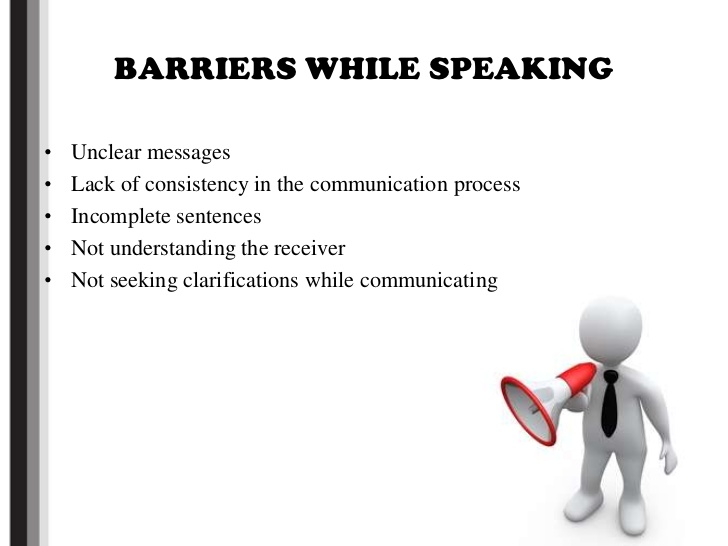 BARRIERS WHILE SPEAKING
• Unclear messages
• Lack of consistency in the communication process
• Incomplete sentences
• Not understanding the receiver
• Not seeking clarifications while communicating